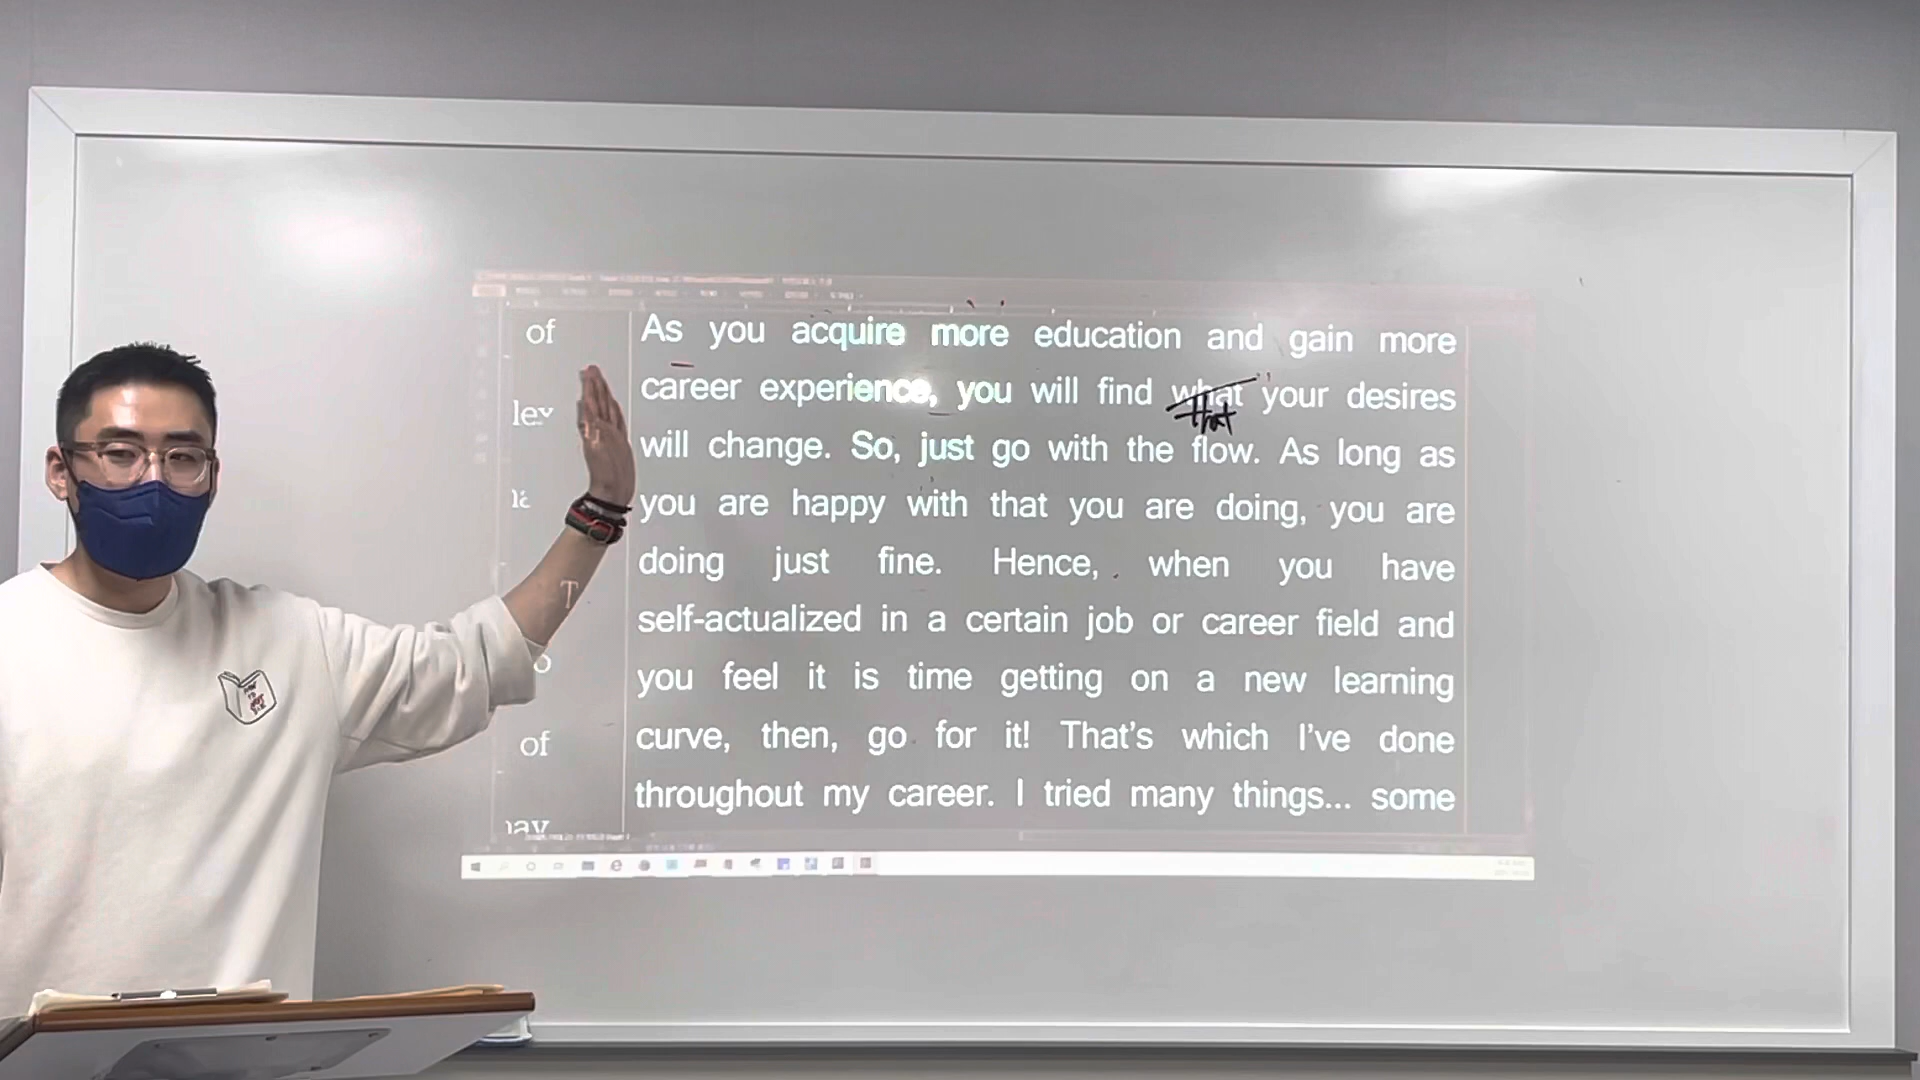 of
lev
la
T
o
of
As you acquire more education and gain more
career experience, you will find what your desires
that
will change. So, just go with the flow. As long as
you are happy with that you are doing, you are
doing just fine. Hence, when you have
self-actualized in a certain job or career field and
you feel it is time getting on a new learning
curve, then, go for it! That's which I've done
throughout my career. I tried many things... some